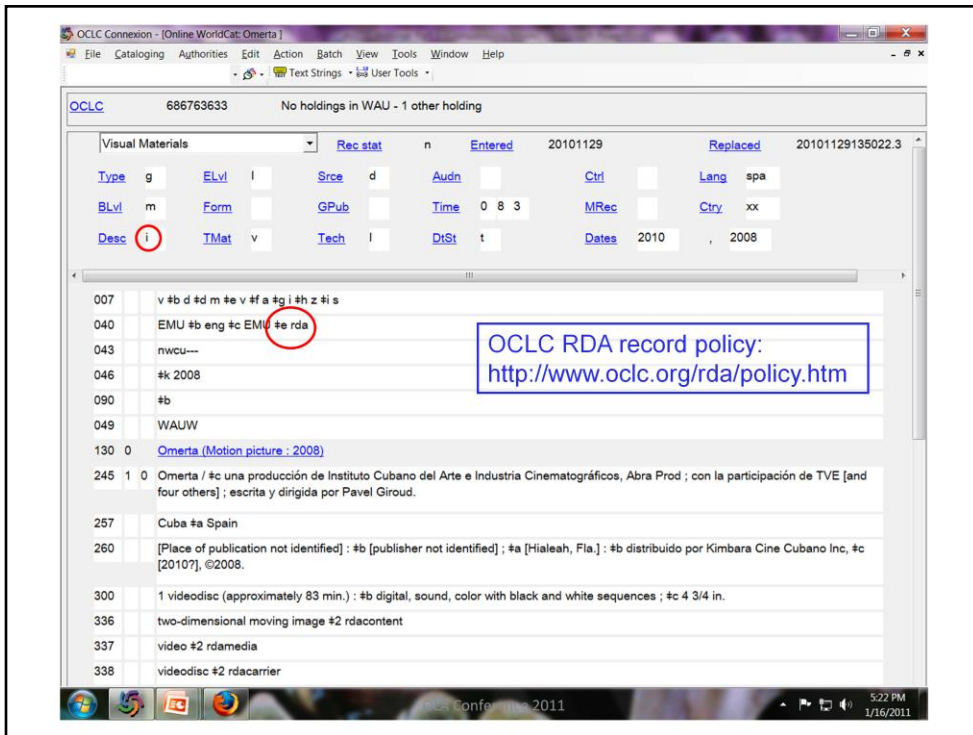 OCLC Connexion - [Online WorldCat: Omerta ]
File Cataloging Authorities Edit Action Batch View Tools Window Help
Text Strings User Tools
OCLC 686763633 No holdings in WAU - 1 other holding
Visual Materials Rec stat n Entered 20101129 Replaced 20101129135022.3
Type g ELvl I Srce d Audn Ctrl Lang spa
BLvl m Form GPub Time 0 8 3 MRec Ctry xx
Desc i TMat v Tech l DtSt t Dates 2010 , 2008
007 v ‡b d ‡d m ‡e v ‡f a ‡g i ‡h z ‡i s
040 EMU ‡b eng ‡c EMU ‡e rda
043 nwcu---
046 ‡k 2008
090 ‡b
049 WAUW
OCLC RDA record policy:
http://www.oclc.org/rda/policy.htm
130 0 Omerta (Motion picture : 2008)
245 1 0 Omerta / ‡c una producción de Instituto Cubano del Arte e Industria Cinematográficos, Abra Prod ; con la participación de TVE [and
four others] ; escrita y dirigida por Pavel Giroud.
257 Cuba ‡a Spain
260 [Place of publication not identified] : ‡b [publisher not identified] ; ‡a [Hialeah, Fla.] : ‡b distribuido por Kimbara Cine Cubano Inc, ‡c
[2010?], ©2008.
300 1 videodisc (approximately 83 min.) : ‡b digital, sound, color with black and white sequences ; ‡c 4 3/4 in.
336 two-dimensional moving image ‡2 rdacontent
337 video ‡2 rdamedia
338 videodisc ‡2 rdacarrier
Conference 2011
5:22 PM
1/16/2011